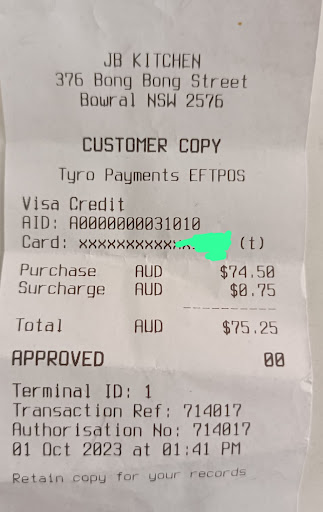 JB KITCHEN
376 Bong Bong Street
Bowral NSW 2576
CUSTOMER COPY
Tyro Payments EFTPOS
Visa Credit
AID: A0000000031010
Card: xxxxxxxxxxx (t)
Purchase AUD $74.50
Surcharge AUD $0.75
Total AUD $75.25
APPROVED 00
Terminal ID: 1
Transaction Ref: 714017
Authorisation No: 714017
01 Oct 2023 at 01:41 PM
Retain copy for your records